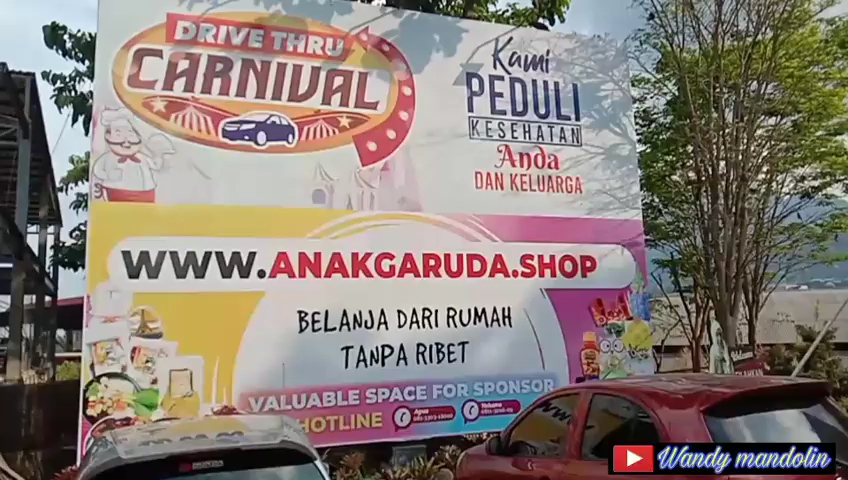 DRIVE THRU
CARNIVAL
Kami
PEDULI
KESEHATAN
Anda
DAN KELUARGA
WWW.ANAKGARUDA.SHOP
BELANJA DARI RUMAH
TANPA RIBET
VALUABLE SPACE FOR SPONSOR
HOTLINE
Wandy mandolin